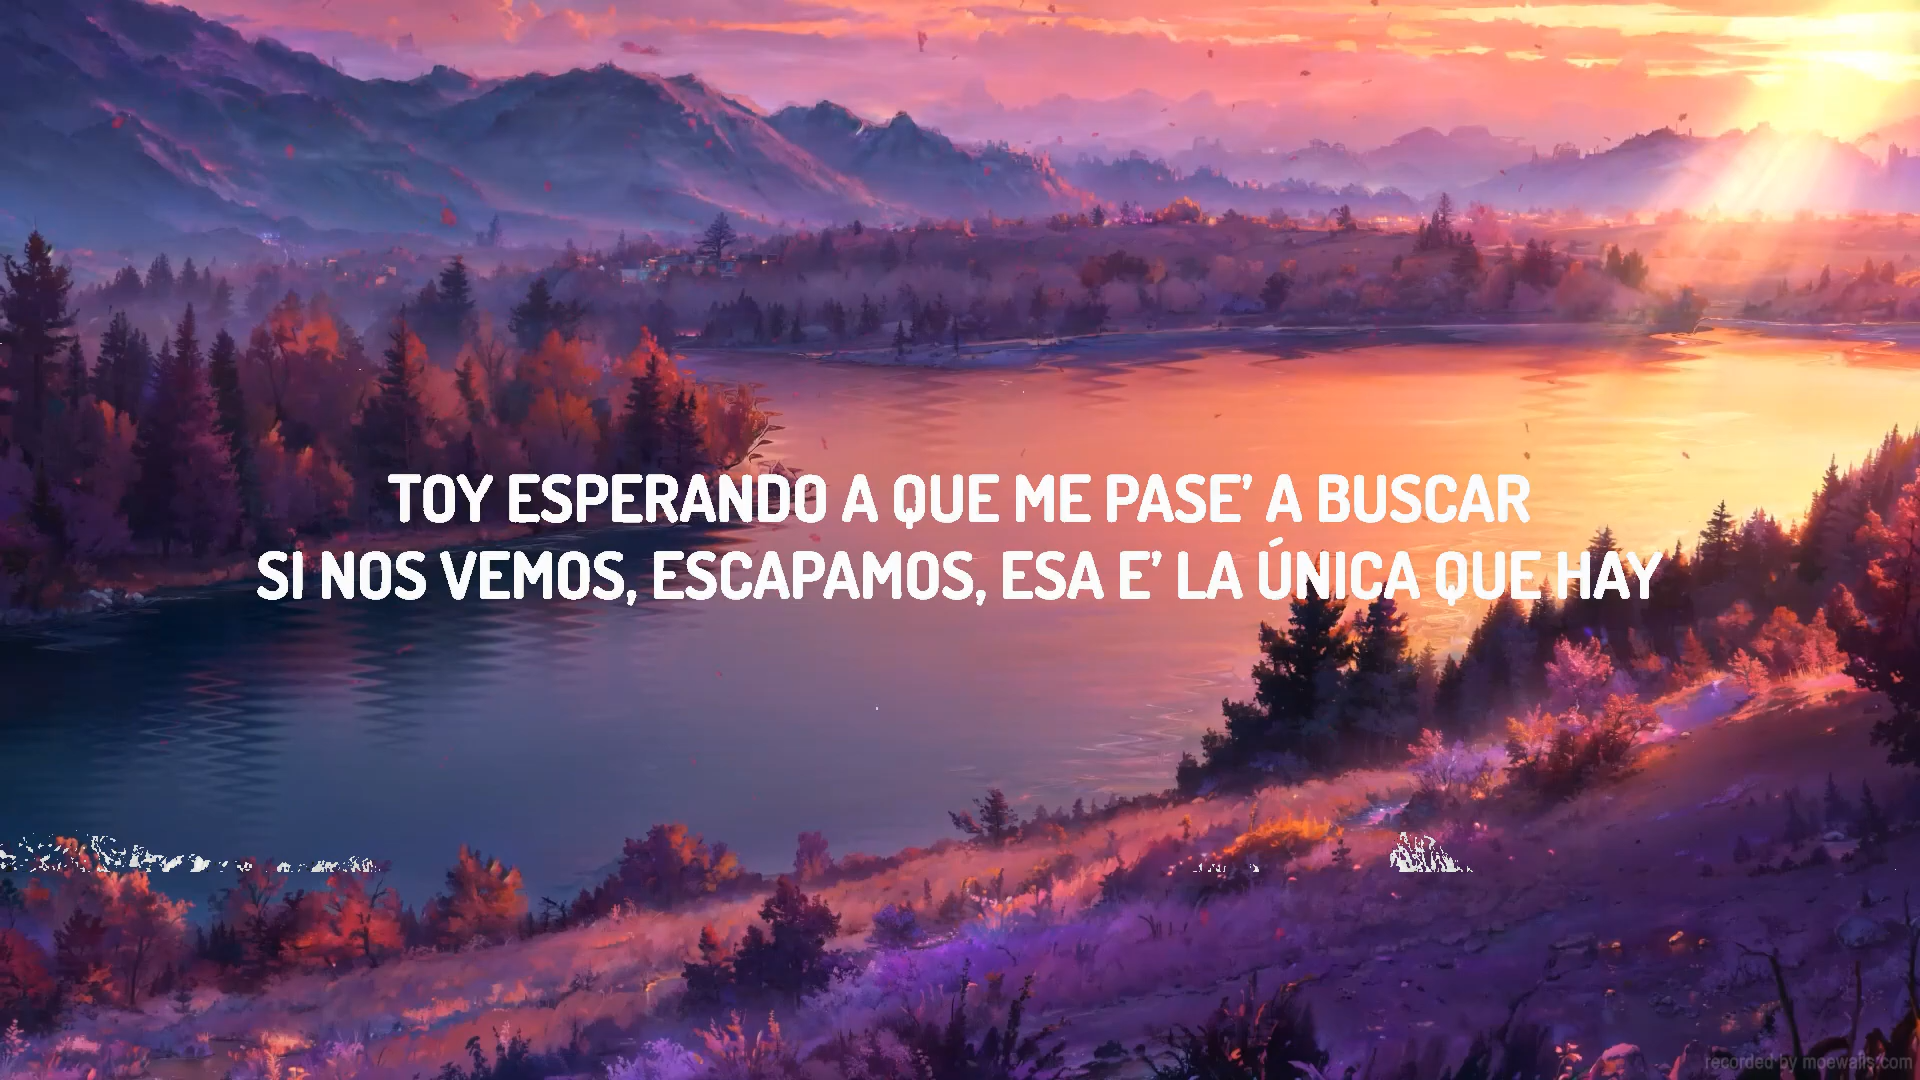 TOY ESPERANDO A QUE ME PASE’ A BUSCAR
SI NOS VEMOS, ESCAPAMOS, ESA E’ LA ÚNICA QUE HAY
recorded by moewalls.com